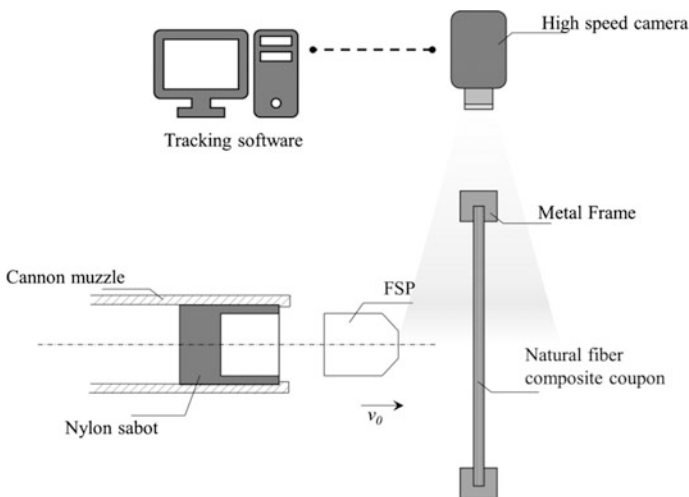 High speed camera
Tracking software
Metal Frame
Cannon muzzle
FSP
Natural fiber
composite coupon
v₀
Nylon sabot